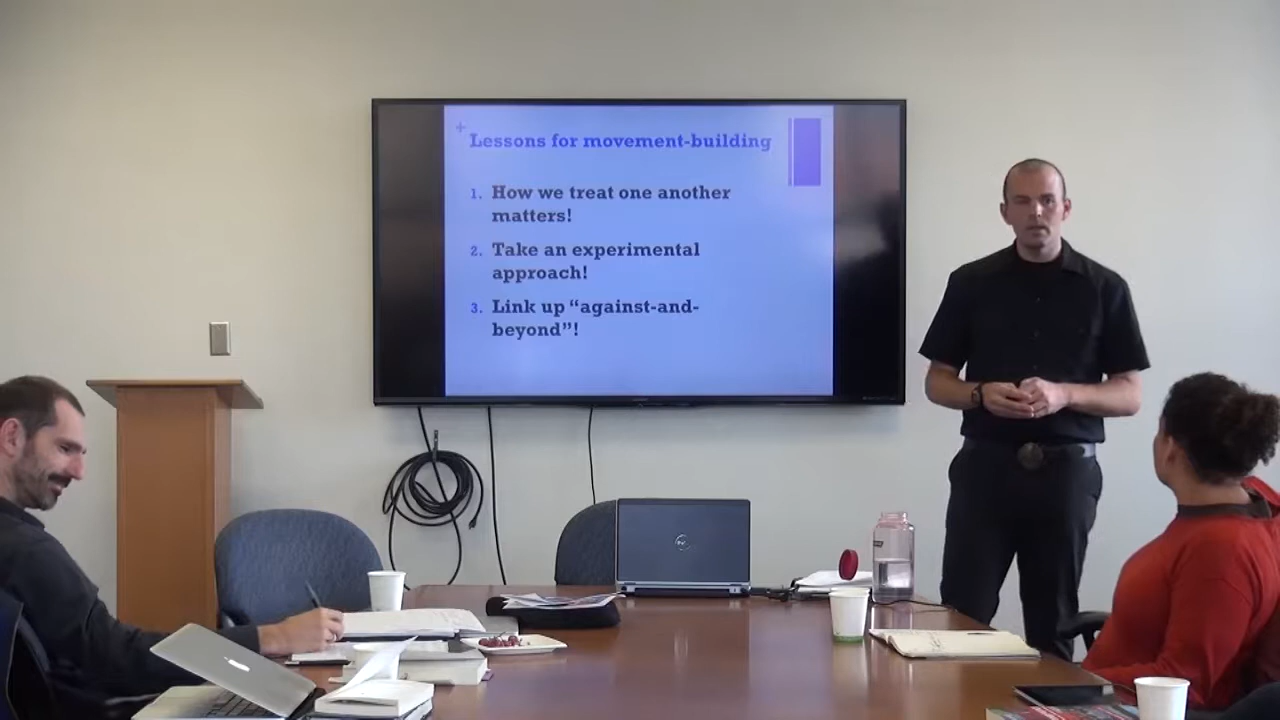 +
Lessons for movement-building
1. How we treat one another
matters!
2. Take an experimental
approach!
3. Link up “against-and-
beyond”!